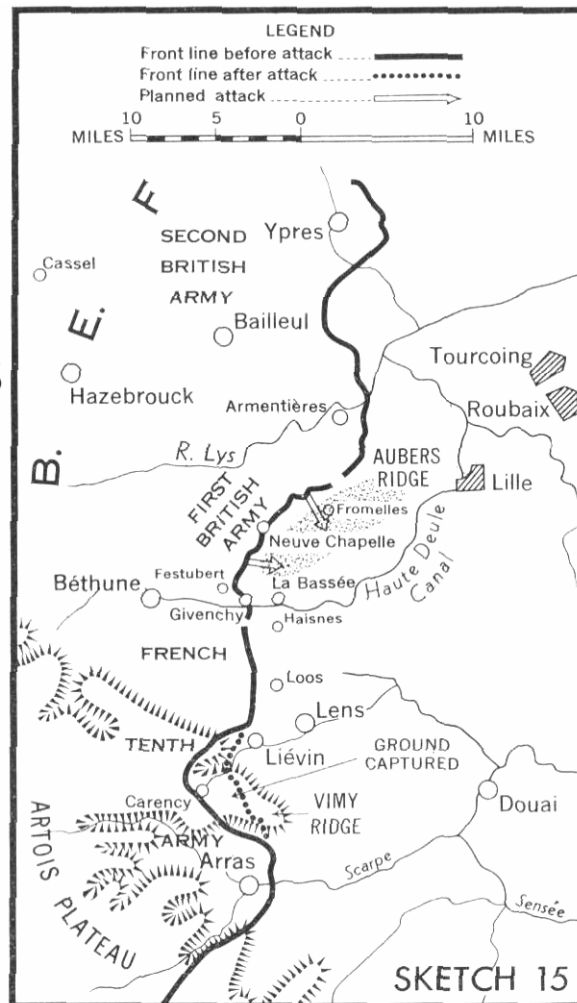 LEGEND
Front line before attack
Front line after attack
Planned attack
10 5 0 10
MILES MILES
F
SECOND
BRITISH
ARMY
Ypres
Cassel
E.
Bailleul
Tourcoing
Hazebrouck
Roubaix
Armentières
R. Lys
B.
AUBERS
RIDGE
Lille
FIRST
BRITISH
ARMY
Fromelles
Neuve Chapelle
Haute Deule
Canal
Festubert
La Bassée
Béthune
Givenchy
Haisnes
FRENCH
Loos
Lens
TENTH
Liévin
GROUND
CAPTURED
Carency
VIMY
RIDGE
Douai
ARMY
Arras
ARTOIS
PLATEAU
Scarpe
Sensée
SKETCH 15